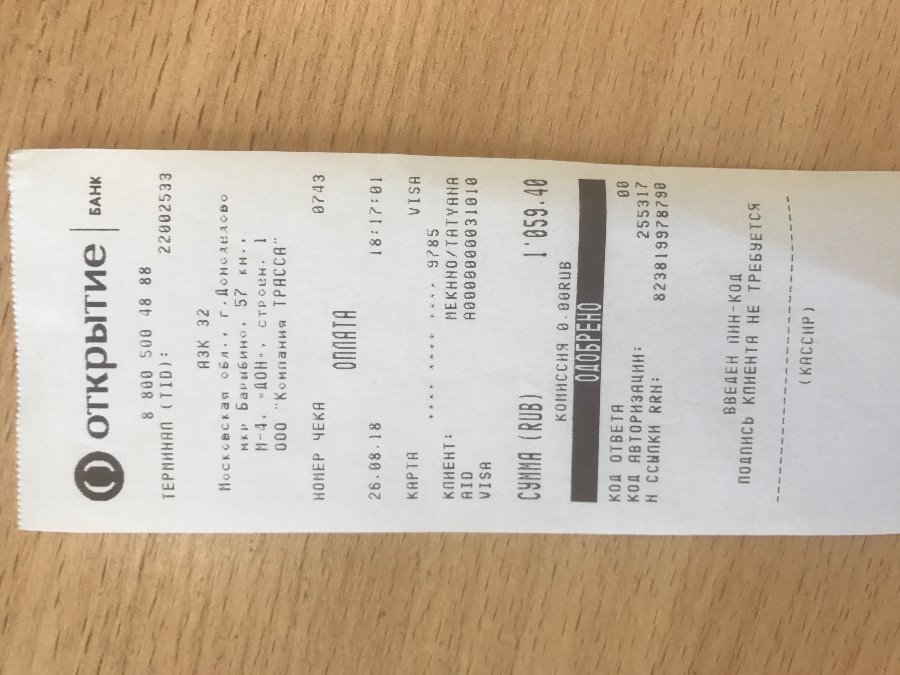 ОТКРЫТИЕ | БАНК
8 800 500 48 88
ТЕРМИНАЛ (TID): 22002533
АЗК 32
Московская обл., г.Домодедово
мкр Барыбино, 57 км.,
М-4, «ДОН», строен. 1
ООО "Компания ТРАССА"
НОМЕР ЧЕКА 0743
ОПЛАТА
26.08.18 18:17:01
КАРТА VISA
**** **** **** 9785
КЛИЕНТ: MEKHNO/TATYANA
AID A0000000031010
VISA
СУММА (RUB) 1'059.40
КОМИССИЯ 0.00RUB
ОДОБРЕНО
КОД ОТВЕТА 00
КОД АВТОРИЗАЦИИ: 255317
N ССЫЛКИ RRN: 823819978790
ВВЕДЕН ПИН-КОД
ПОДПИСЬ КЛИЕНТА НЕ ТРЕБУЕТСЯ
(КАССИР)